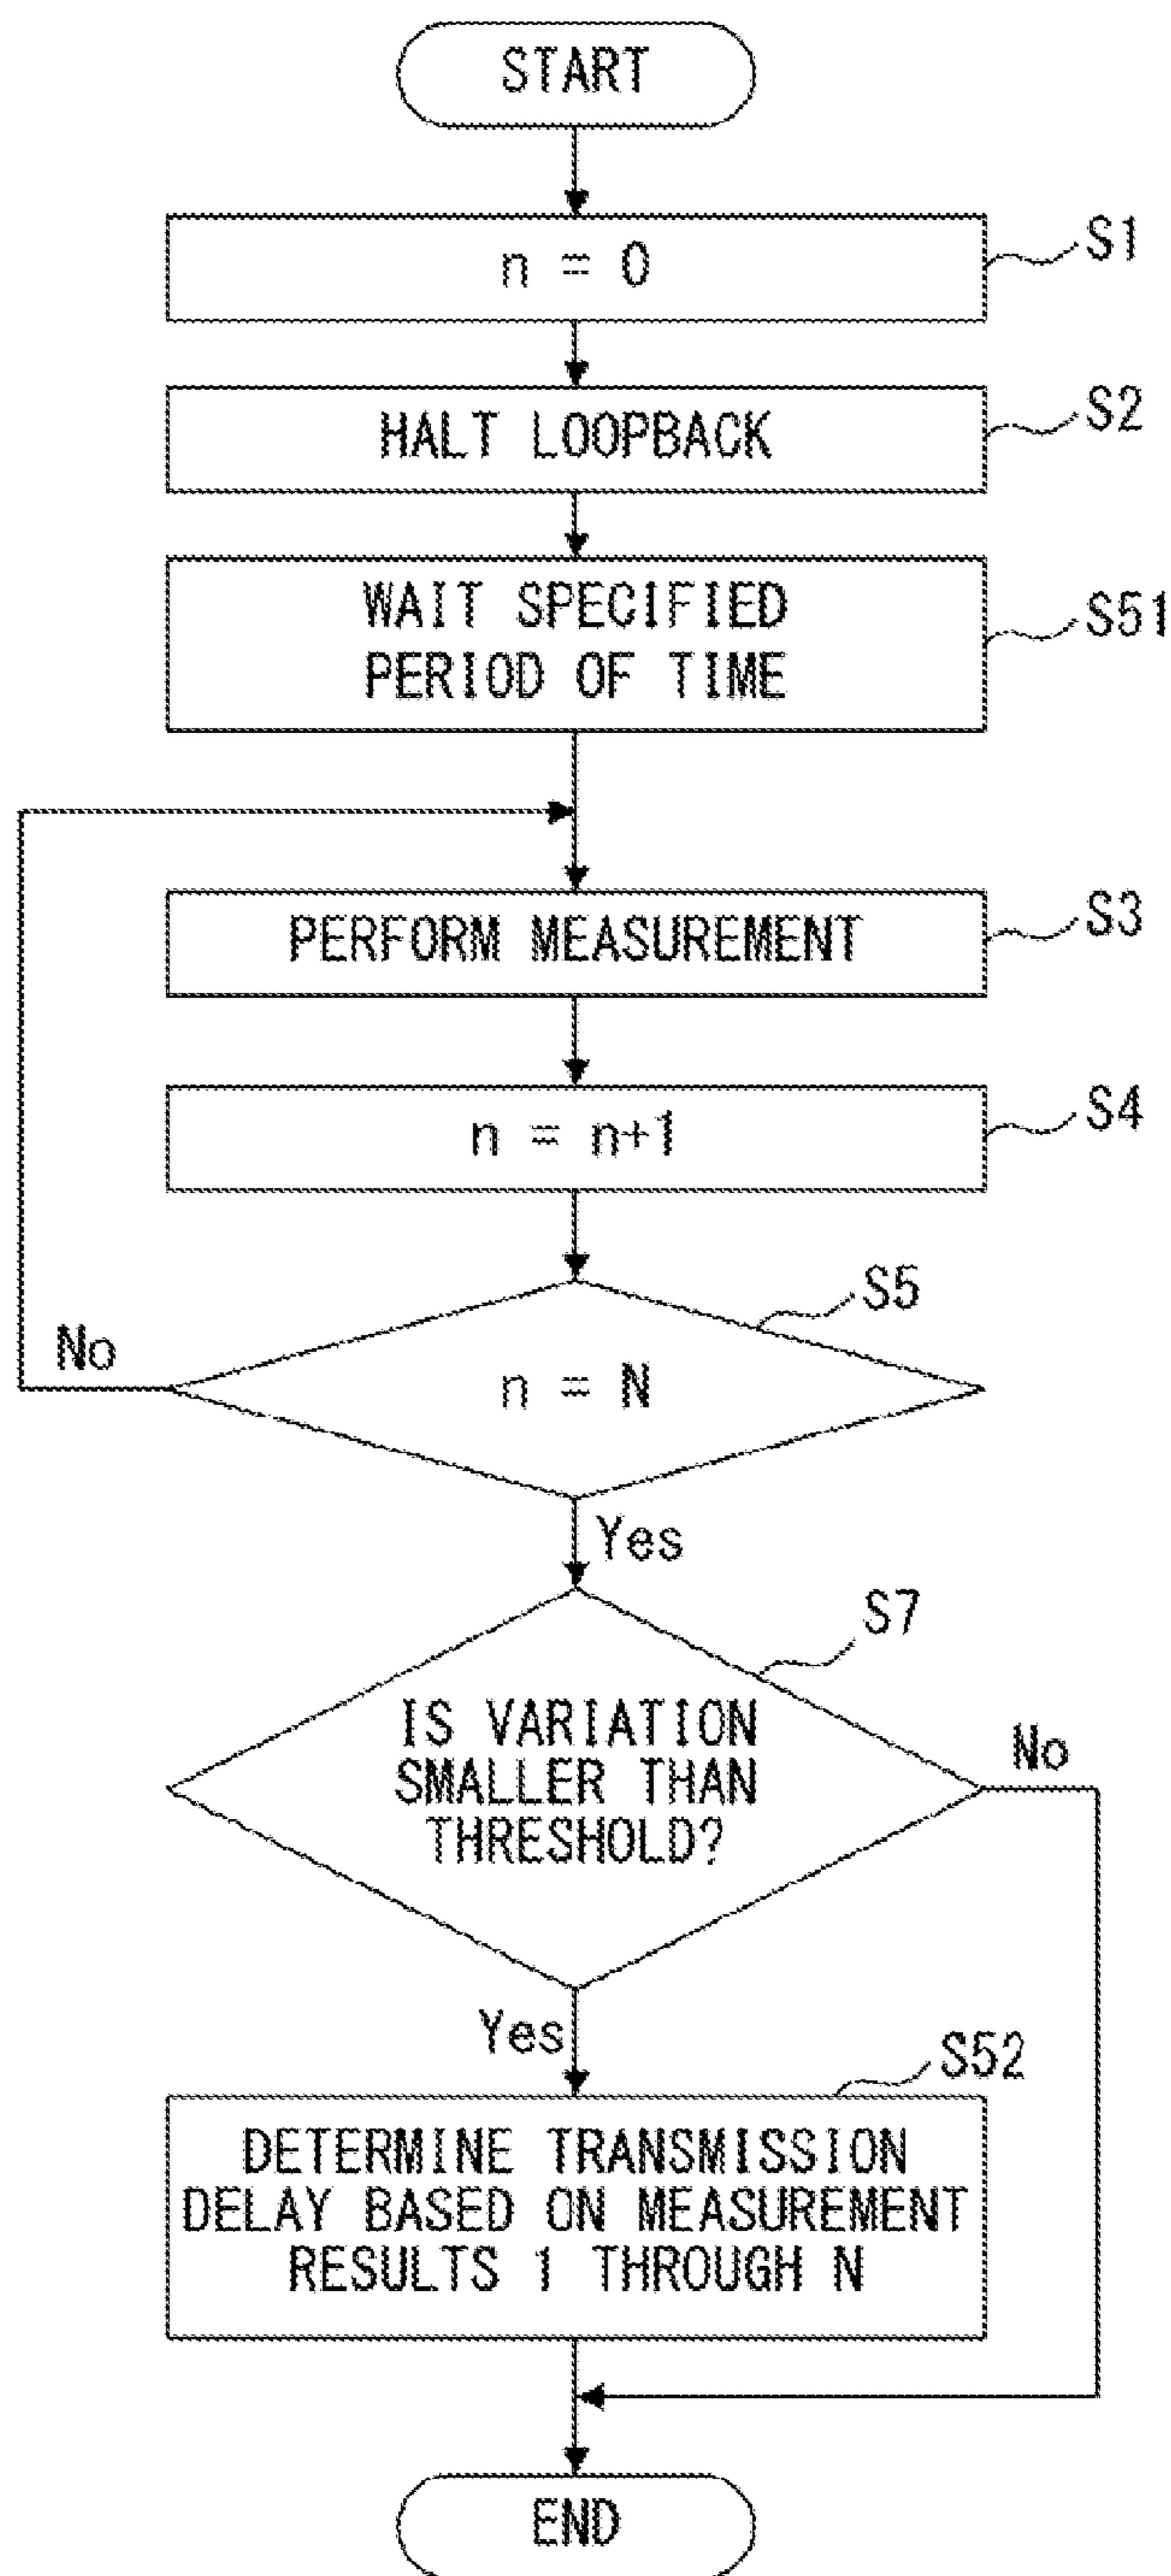 START
n = 0
S1
HALT LOOPBACK
S2
WAIT SPECIFIED
PERIOD OF TIME
S51
PERFORM MEASUREMENT
S3
n = n+1
S4
S5
No
n = N
Yes
S7
IS VARIATION
SMALLER THAN
THRESHOLD?
No
Yes
S52
DETERMINE TRANSMISSION
DELAY BASED ON MEASUREMENT
RESULTS 1 THROUGH N
END